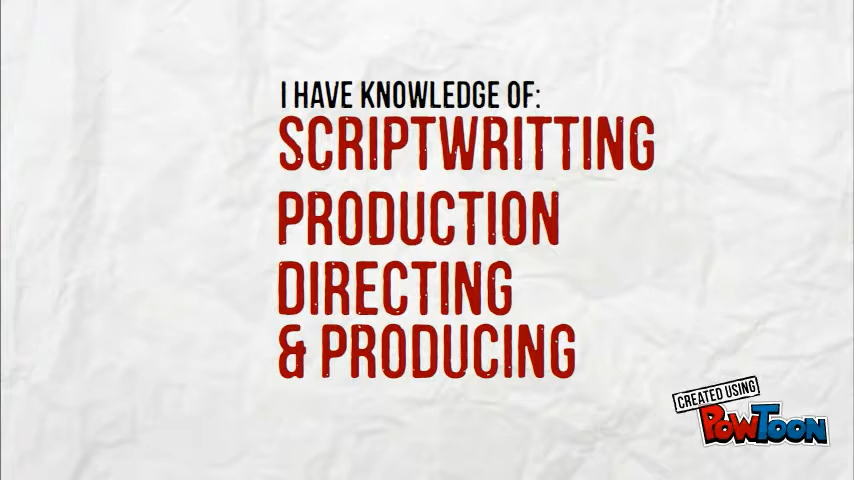 I HAVE KNOWLEDGE OF:
SCRIPTWRITTING
PRODUCTION
DIRECTING
& PRODUCING
CREATED USING
POWTOON